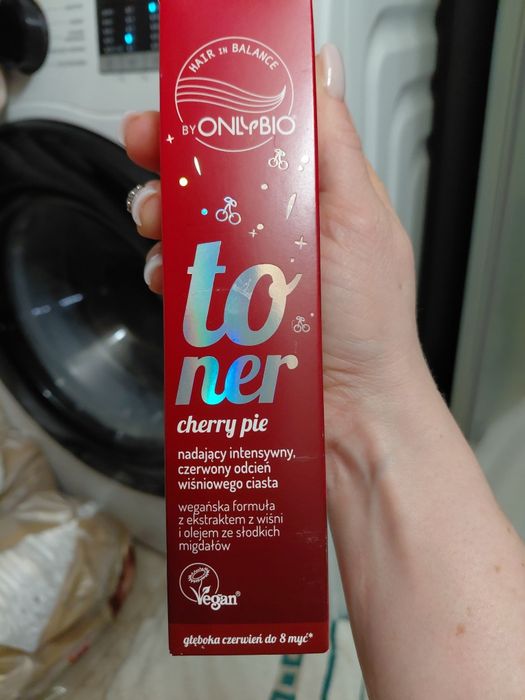 HAIR IN BALANCE
BY ONLYBIO
to
ner
cherry pie
nadający intensywny,
czerwony odcień
wiśniowego ciasta
wegańska formuła
z ekstraktem z wiśni
i olejem ze słodkich
migdałów
Vegan®
głęboka czerwień do 8 myć*